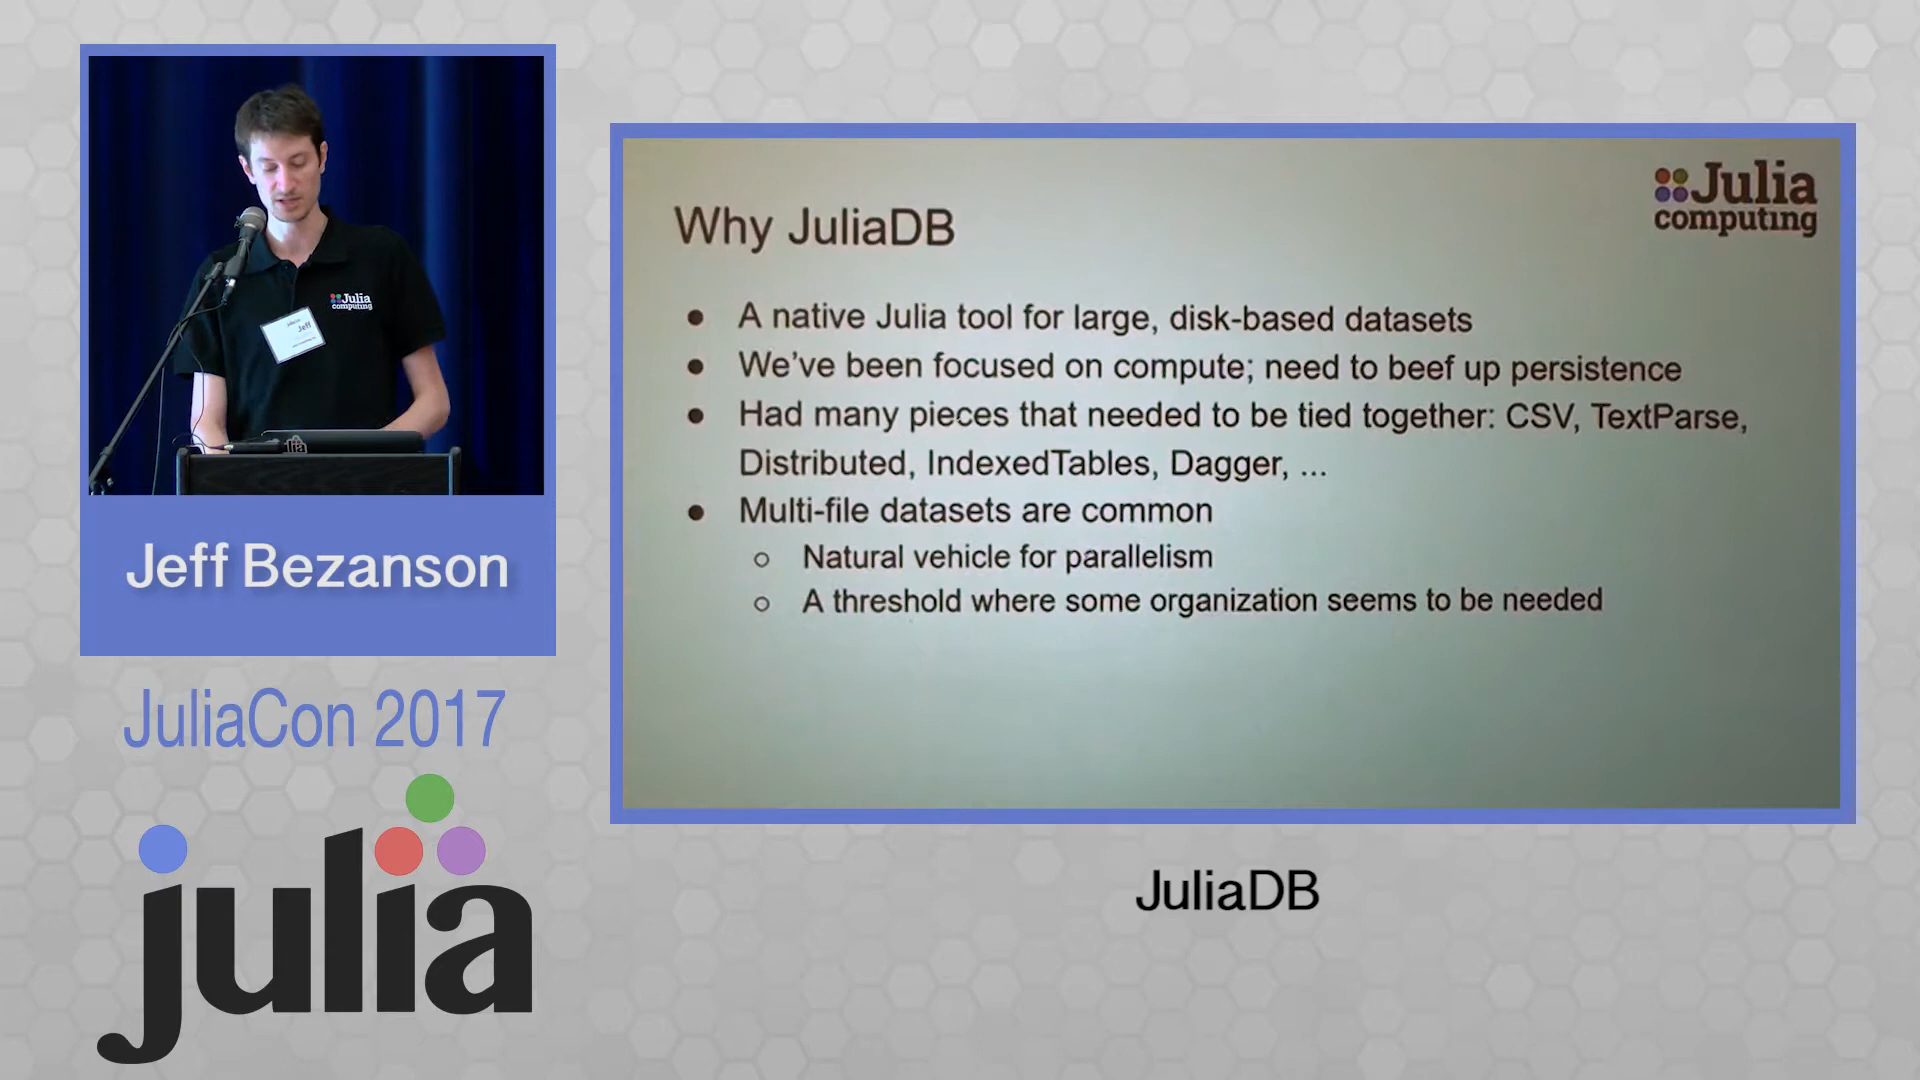 Julia
computing
Jeff
Jeff Bezanson
JuliaCon 2017
julia
Julia
computing
Why JuliaDB
● A native Julia tool for large, disk-based datasets
● We’ve been focused on compute; need to beef up persistence
● Had many pieces that needed to be tied together: CSV, TextParse,
Distributed, IndexedTables, Dagger, ...
● Multi-file datasets are common
○ Natural vehicle for parallelism
○ A threshold where some organization seems to be needed
JuliaDB